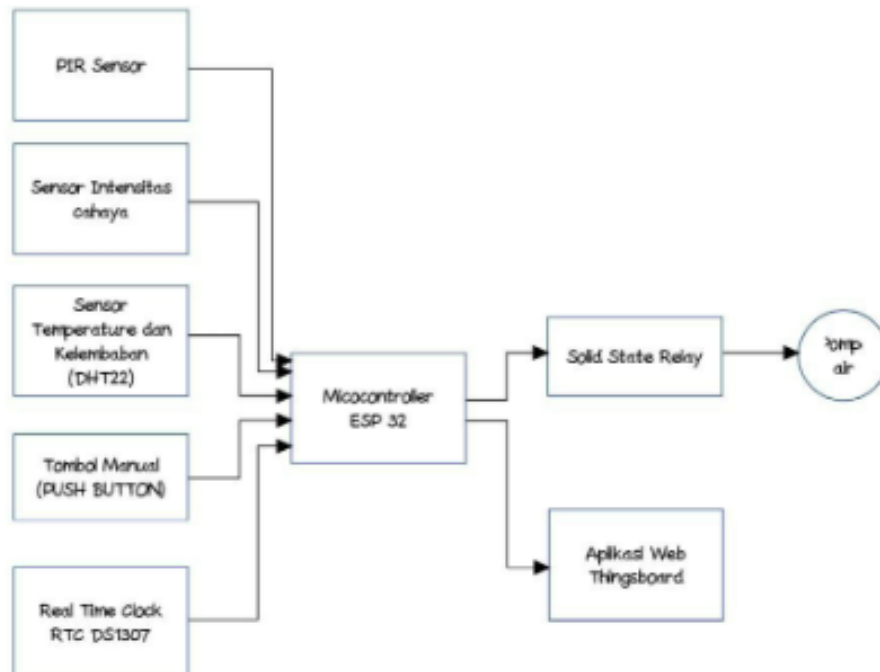 PIR Sensor
Sensor Intensitas
cahaya
Sensor
Temperature dan
Kelembaban
(DHT22)
Tombol Manual
(PUSH BUTTON)
Real Time Clock
RTC DS1307
Micocontroller
ESP 32
Solid State Relay
Pomp
air
Aplikasi Web
Thingsboard